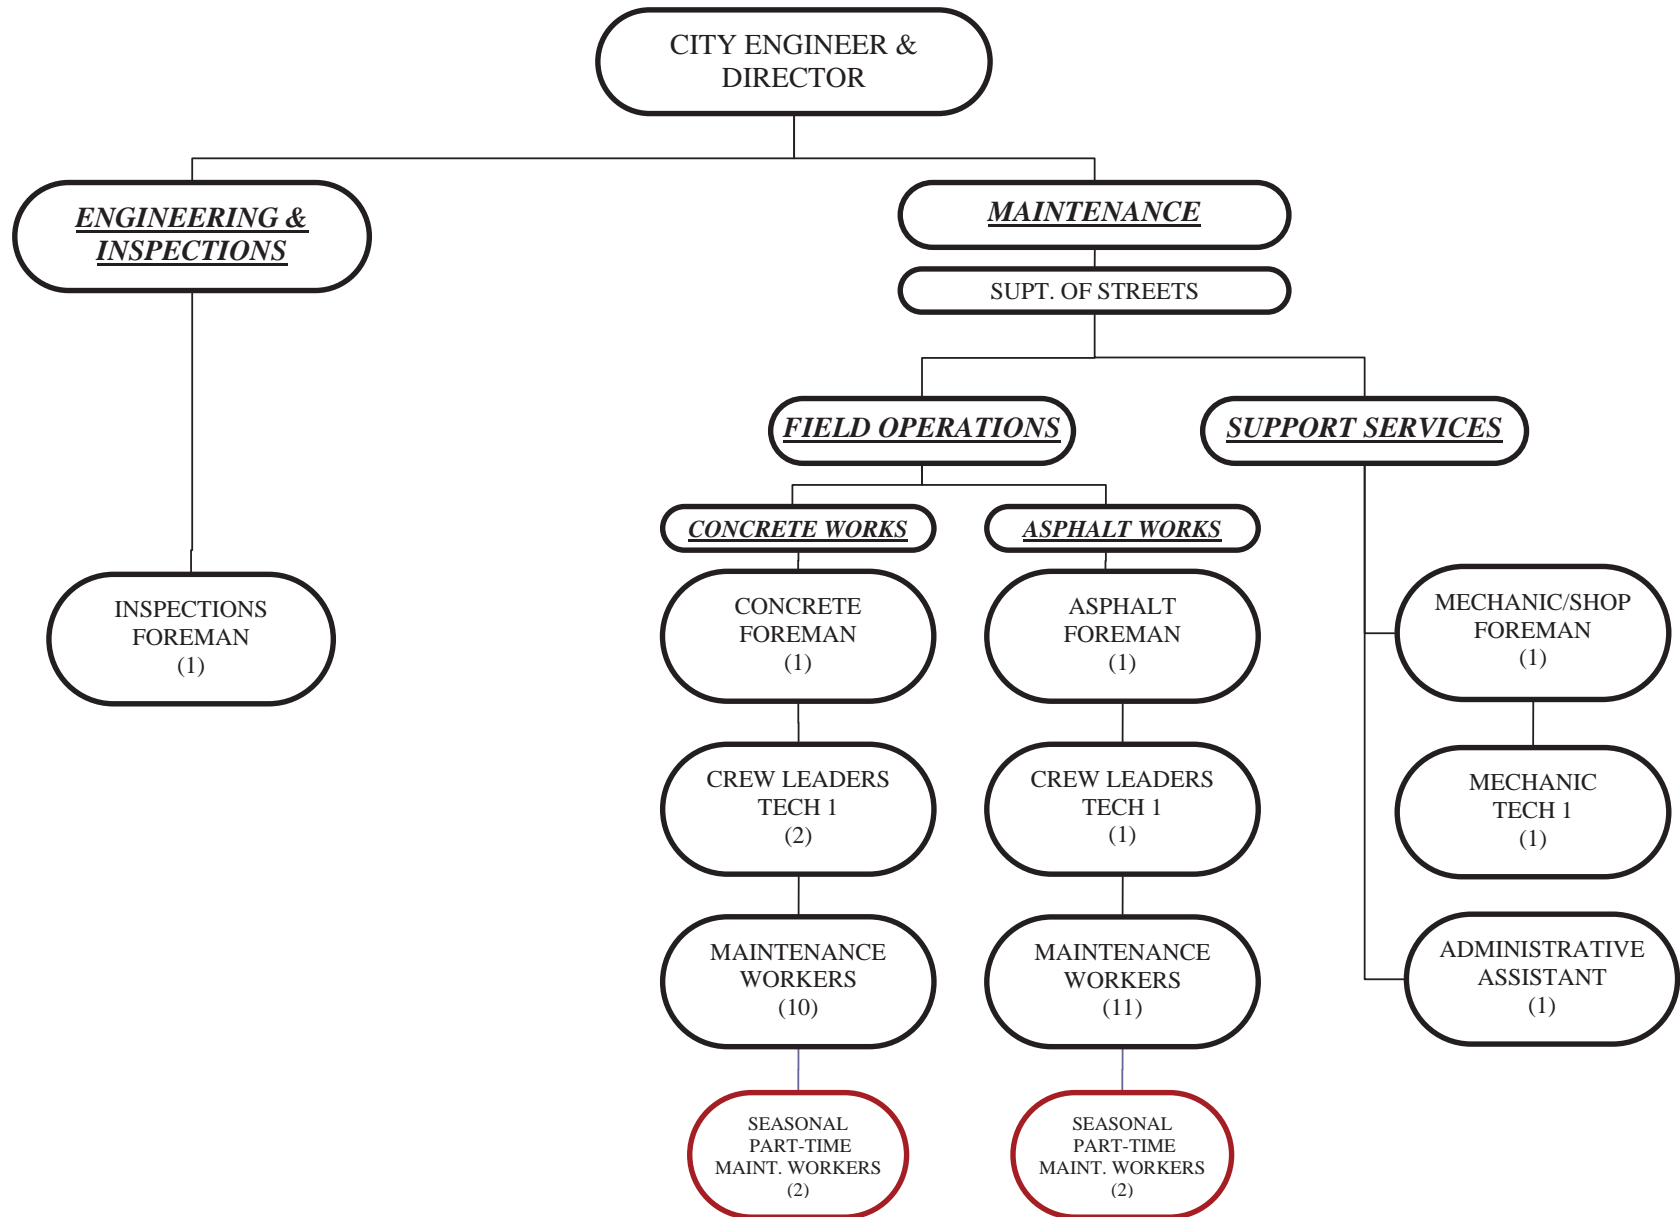 CITY ENGINEER &
DIRECTOR
ENGINEERING &
INSPECTIONS
MAINTENANCE
SUPT. OF STREETS
FIELD OPERATIONS
SUPPORT SERVICES
CONCRETE WORKS
ASPHALT WORKS
INSPECTIONS
FOREMAN
(1)
CONCRETE
FOREMAN
(1)
ASPHALT
FOREMAN
(1)
MECHANIC/SHOP
FOREMAN
(1)
CREW LEADERS
TECH 1
(2)
CREW LEADERS
TECH 1
(1)
MECHANIC
TECH 1
(1)
MAINTENANCE
WORKERS
(10)
MAINTENANCE
WORKERS
(11)
ADMINISTRATIVE
ASSISTANT
(1)
SEASONAL
PART-TIME
MAINT. WORKERS
(2)
SEASONAL
PART-TIME
MAINT. WORKERS
(2)